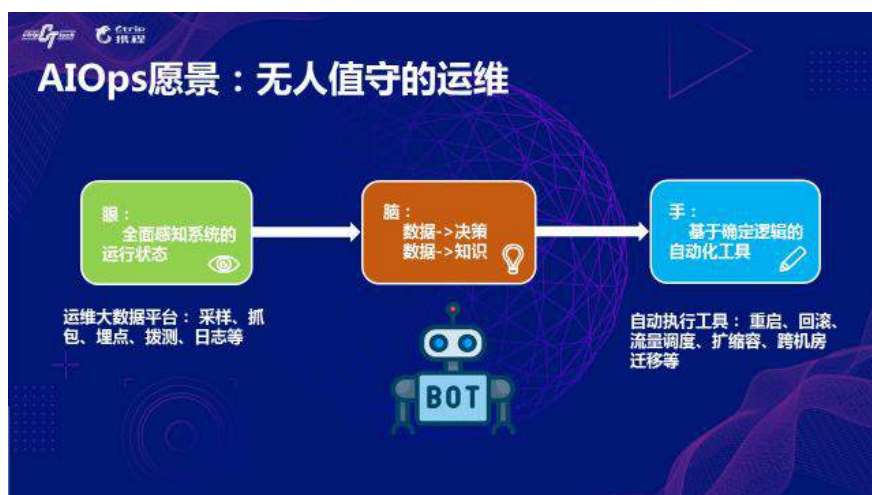 Ctrip
携程
AIOps愿景：无人值守的运维
眼：
全面感知系统的
运行状态
脑：
数据->决策
数据->知识
手：
基于确定逻辑的
自动化工具
运维大数据平台： 采样、抓
包、埋点、拨测、日志等
自动执行工具： 重启、回滚、
流量调度、扩缩容、跨机房
迁移等
BOT